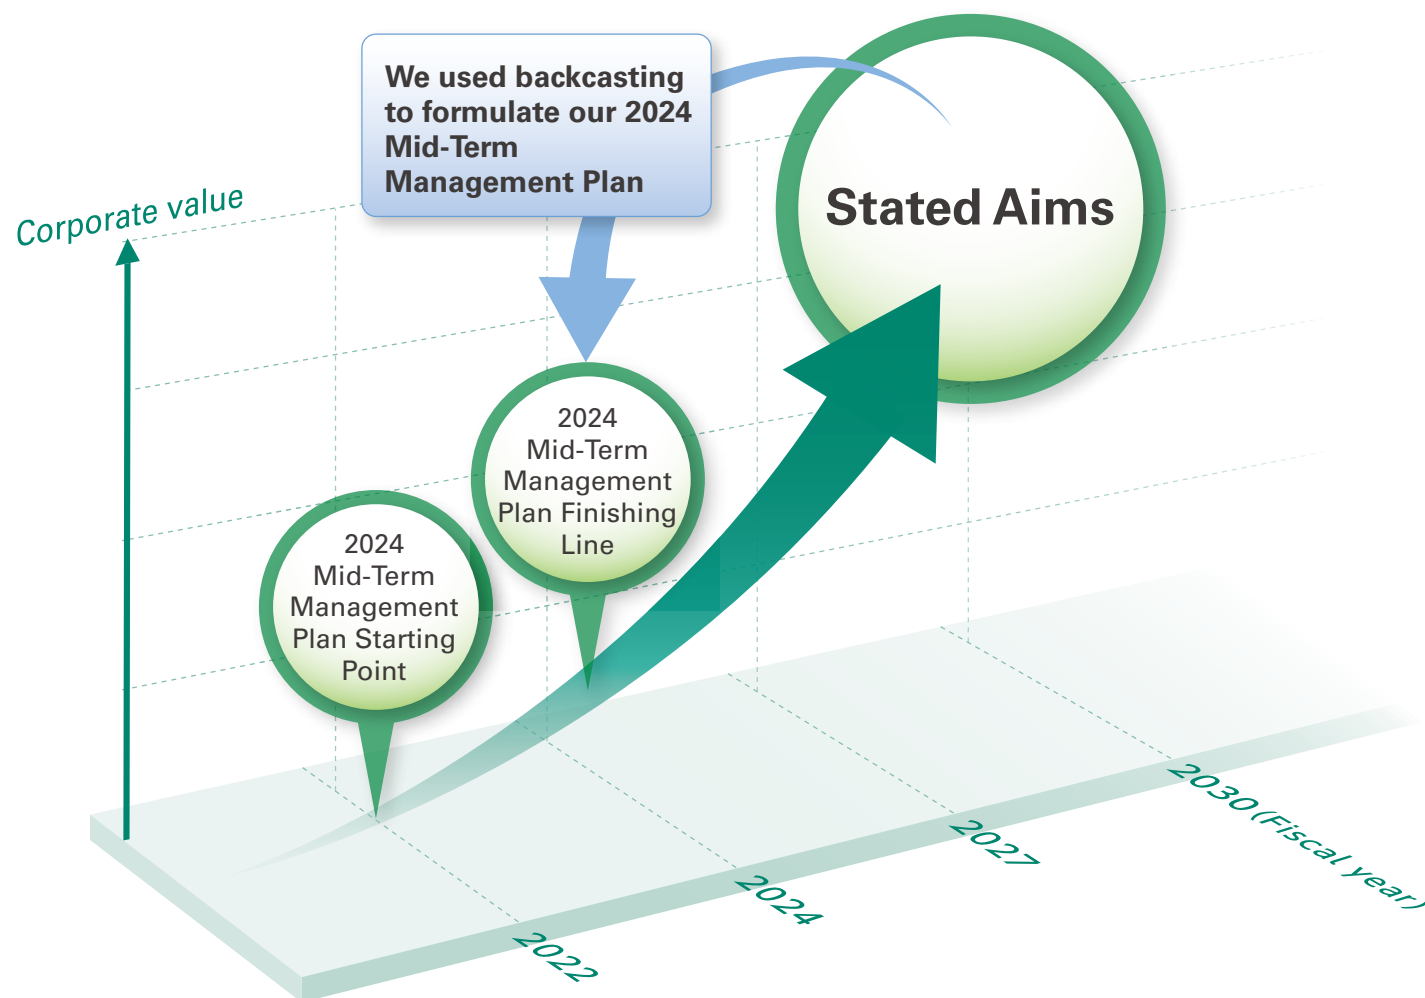 We used backcasting
to formulate our 2024
Mid-Term
Management Plan
Stated Aims
Corporate value
2024
Mid-Term
Management
Plan Finishing
Line
2024
Mid-Term
Management
Plan Starting
Point
2022
2024
2027
2030 (Fiscal year)